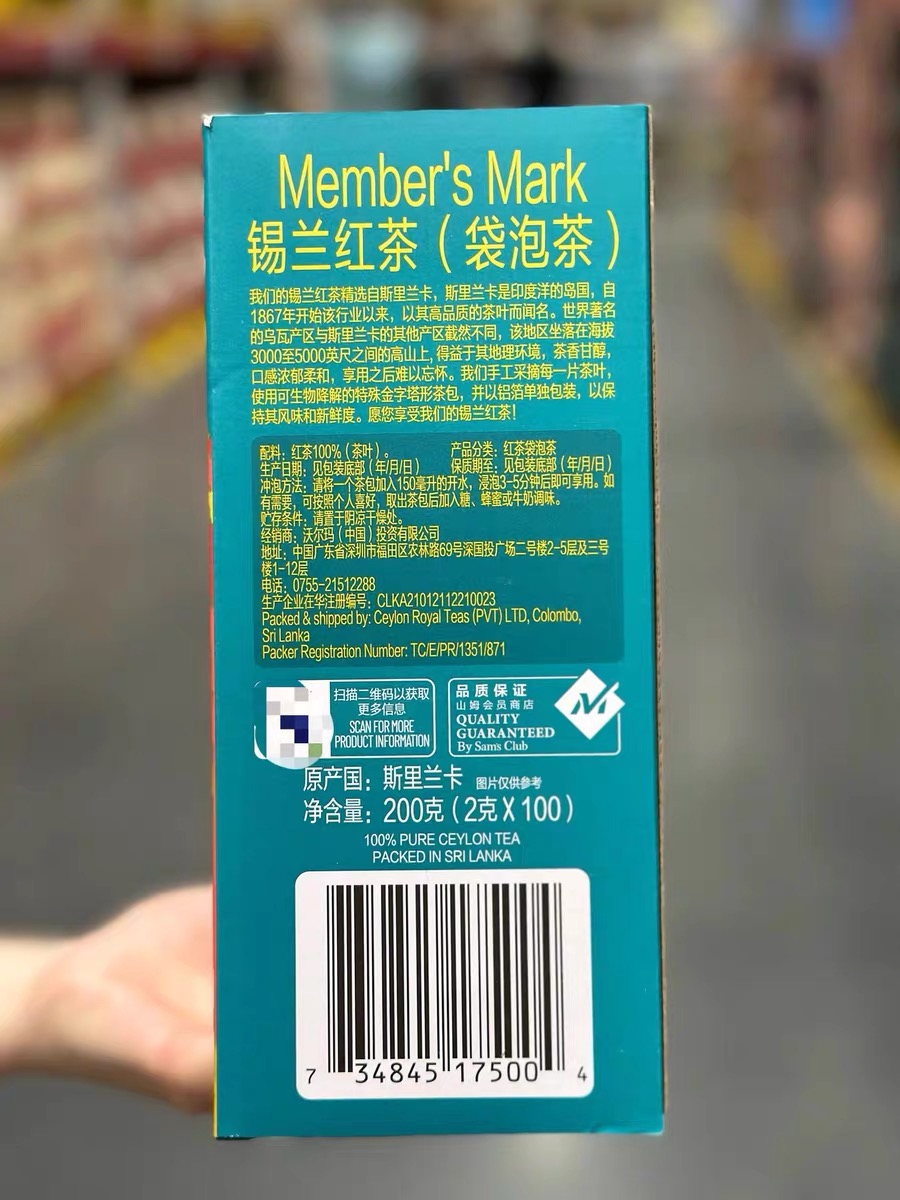 Member's Mark
锡兰红茶（袋泡茶）
我们的锡兰红茶精选自斯里兰卡，斯里兰卡是印度洋的岛国，自
1867年开始该行业以来，以其高品质的茶叶而闻名。世界著名
的乌瓦产区与斯里兰卡的其他产区截然不同，该地区坐落在海拔
3000至5000英尺之间的高山上,得益于其地理环境，茶香甘醇，
口感浓郁柔和，享用之后难以忘怀。我们手工采摘每一片茶叶，
使用可生物降解的特殊金字塔形茶包，并以铝箔单独包装，以保
持其风味和新鲜度。愿您享受我们的锡兰红茶！
配料：红茶100%（茶叶）。 产品分类：红茶袋泡茶
生产日期：见包装底部（年/月/日） 保质期至：见包装底部（年/月/日）
冲泡方法：请将一个茶包加入150毫升的开水，浸泡3-5分钟后即可享用。如
有需要，可按照个人喜好，取出茶包后加入糖、蜂蜜或牛奶调味。
贮存条件：请置于阴凉干燥处。
经销商：沃尔玛（中国）投资有限公司
地址：中国广东省深圳市福田区农林路69号深国投广场二号楼2-5层及三号
楼1-12层
电话：0755-21512288
生产企业在华注册编号：CLKA21012112210023
Packed & shipped by: Ceylon Royal Teas (PVT) LTD, Colombo,
Sri Lanka
Packer Registration Number: TC/E/PR/1351/871
扫描二维码以获取
更多信息
SCAN FOR MORE
PRODUCT INFORMATION
品质保证
山姆会员商店
QUALITY
GUARANTEED
By Sam's Club
M
原产国：斯里兰卡 图片仅供参考
净含量：200克（2克 X 100）
100% PURE CEYLON TEA
PACKED IN SRI LANKA
7 34845 17500 4